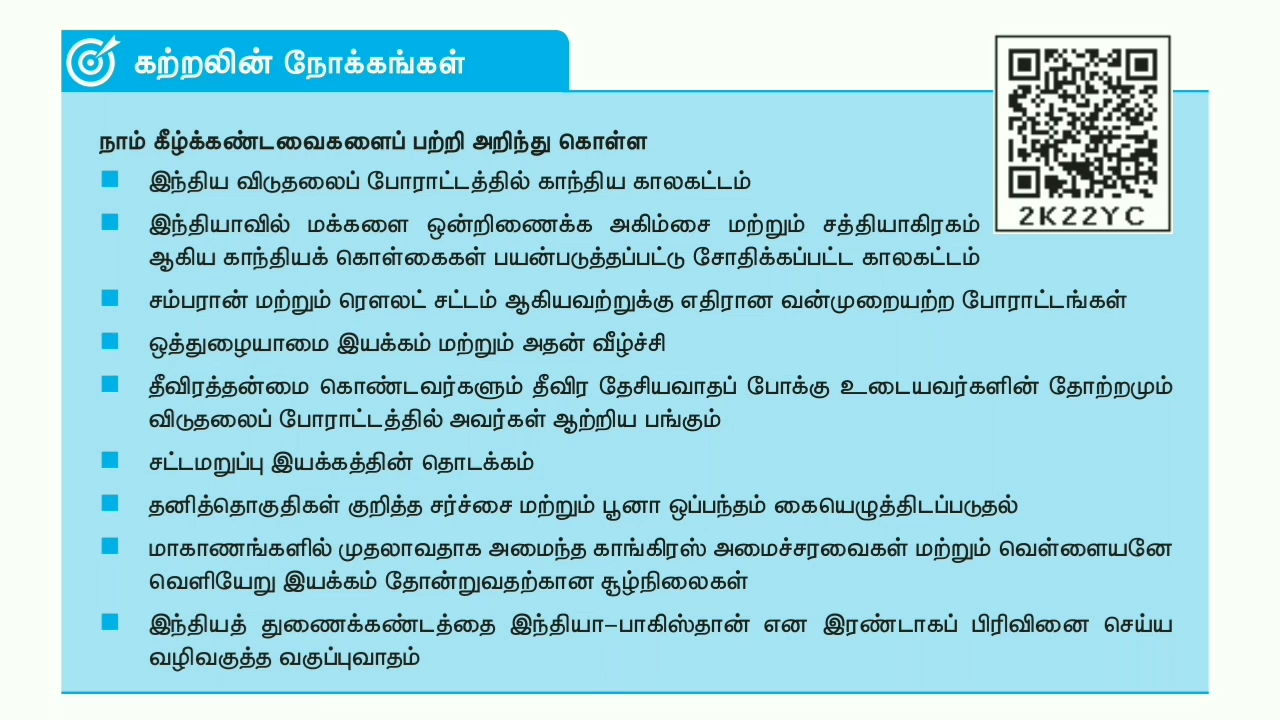 கற்றலின் நோக்கங்கள்
2K22YC
நாம் கீழ்க்கண்டவைகளைப் பற்றி அறிந்து கொள்ள
இந்திய விடுதலைப் போராட்டத்தில் காந்திய காலகட்டம்
இந்தியாவில் மக்களை ஒன்றிணைக்க அகிம்சை மற்றும் சத்தியாகிரகம்
ஆகிய காந்தியக் கொள்கைகள் பயன்படுத்தப்பட்டு சோதிக்கப்பட்ட காலகட்டம்
சம்பரான் மற்றும் ரௌலட் சட்டம் ஆகியவற்றுக்கு எதிரான வன்முறையற்ற போராட்டங்கள்
ஒத்துழையாமை இயக்கம் மற்றும் அதன் வீழ்ச்சி
தீவிரத்தன்மை கொண்டவர்களும் தீவிர தேசியவாதப் போக்கு உடையவர்களின் தோற்றமும்
விடுதலைப் போராட்டத்தில் அவர்கள் ஆற்றிய பங்கும்
சட்டமறுப்பு இயக்கத்தின் தொடக்கம்
தனித்தொகுதிகள் குறித்த சர்ச்சை மற்றும் பூனா ஒப்பந்தம் கையெழுத்திடப்படுதல்
மாகாணங்களில் முதலாவதாக அமைந்த காங்கிரஸ் அமைச்சரவைகள் மற்றும் வெள்ளையனே
வெளியேறு இயக்கம் தோன்றுவதற்கான சூழ்நிலைகள்
இந்தியத் துணைக்கண்டத்தை இந்தியா–பாகிஸ்தான் என இரண்டாகப் பிரிவினை செய்ய
வழிவகுத்த வகுப்புவாதம்